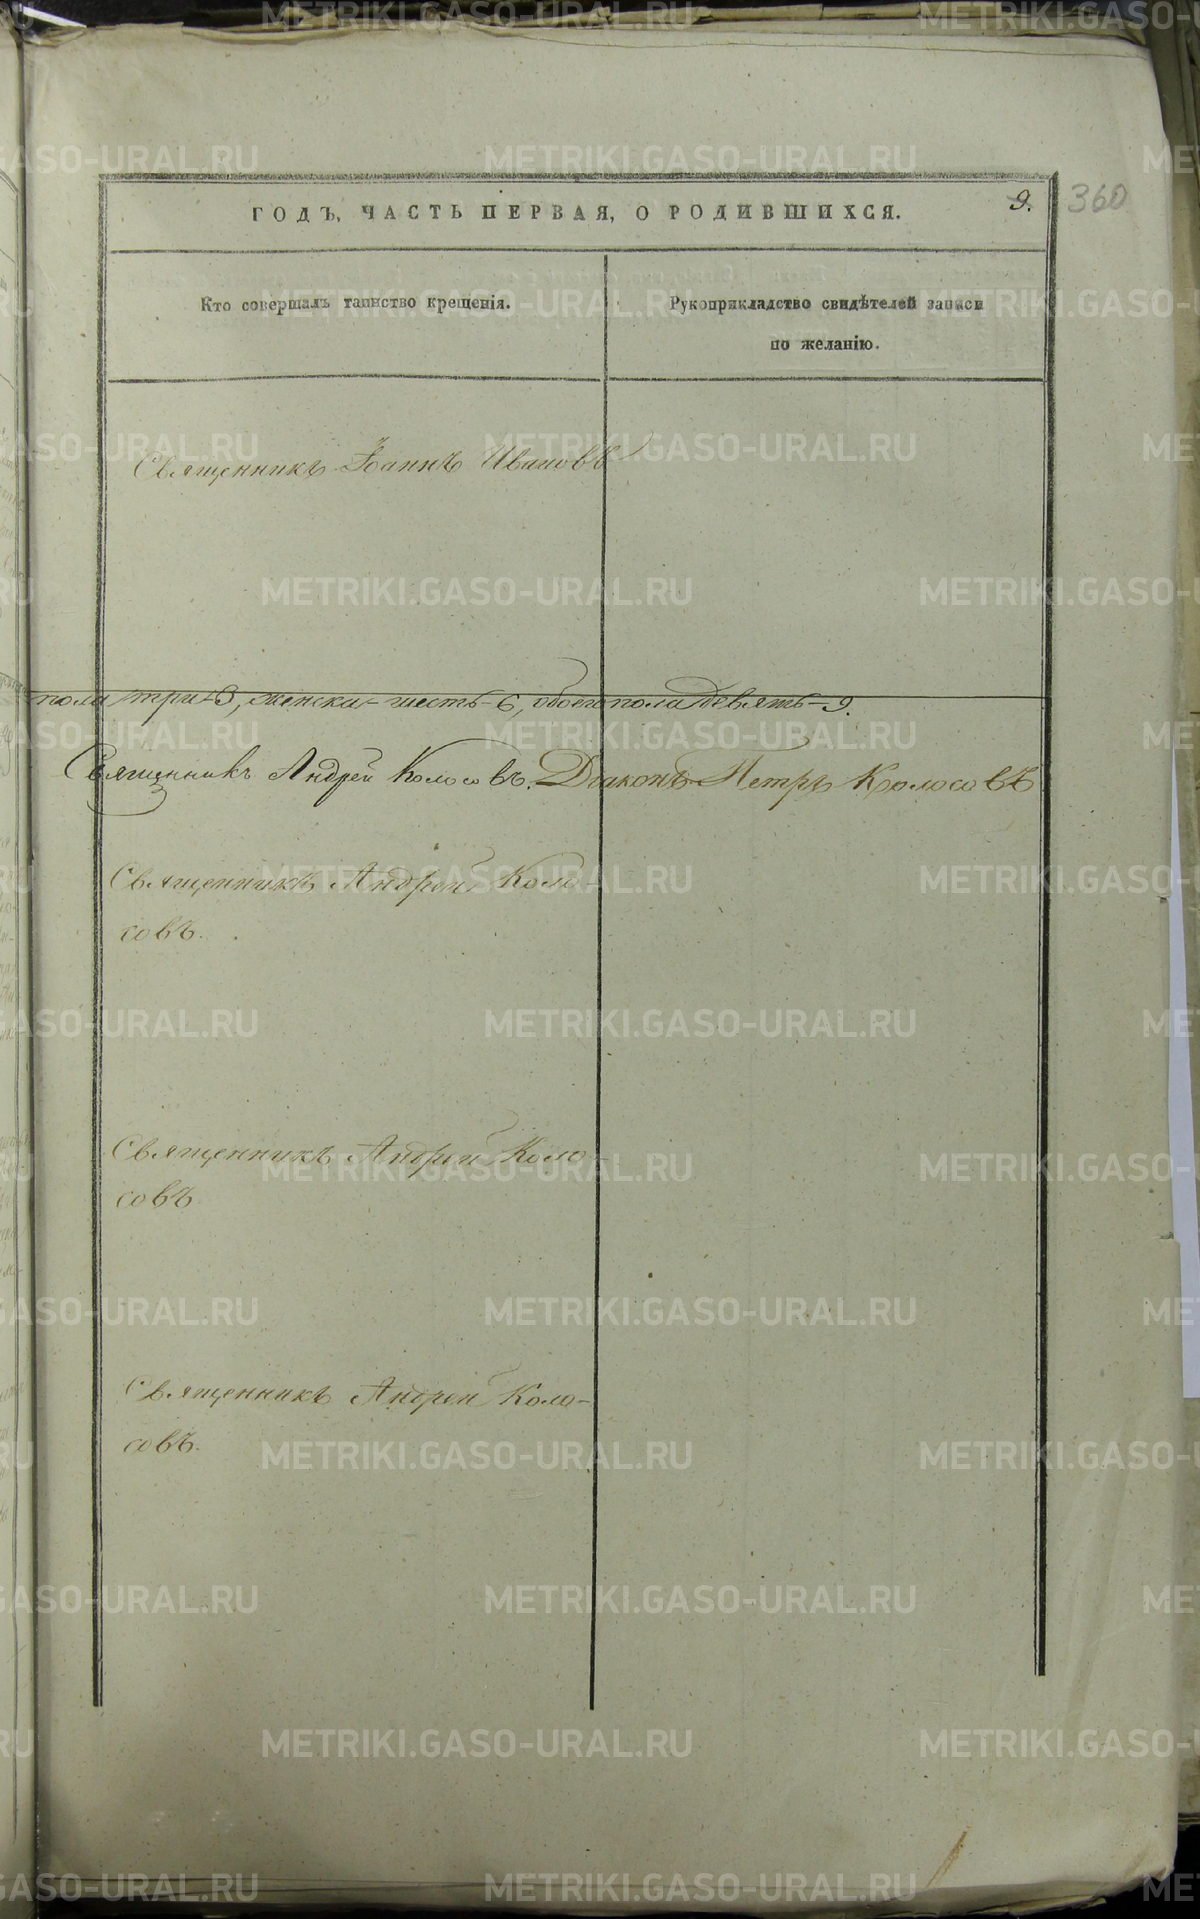 ГОДЪ, ЧАСТЬ ПЕРВАЯ, О РОДИВШИХСЯ.
9.
360
Кто совершалъ таинство крещенія.
Рукоприкладство свидѣтелей записи
по желанію.
Священникъ Іоаннъ Ивановъ
пола три-3, женска- шесть-6, обоего пола девять-9.
Священникъ Андрей Колосовъ. Діаконъ Петръ Колосовъ
Священникъ Андрей Коло-
совъ.
Священникъ Андрей Коло-
совъ
Священникъ Андрей Коло-
совъ.
METRIKI.GASO-URAL.RU